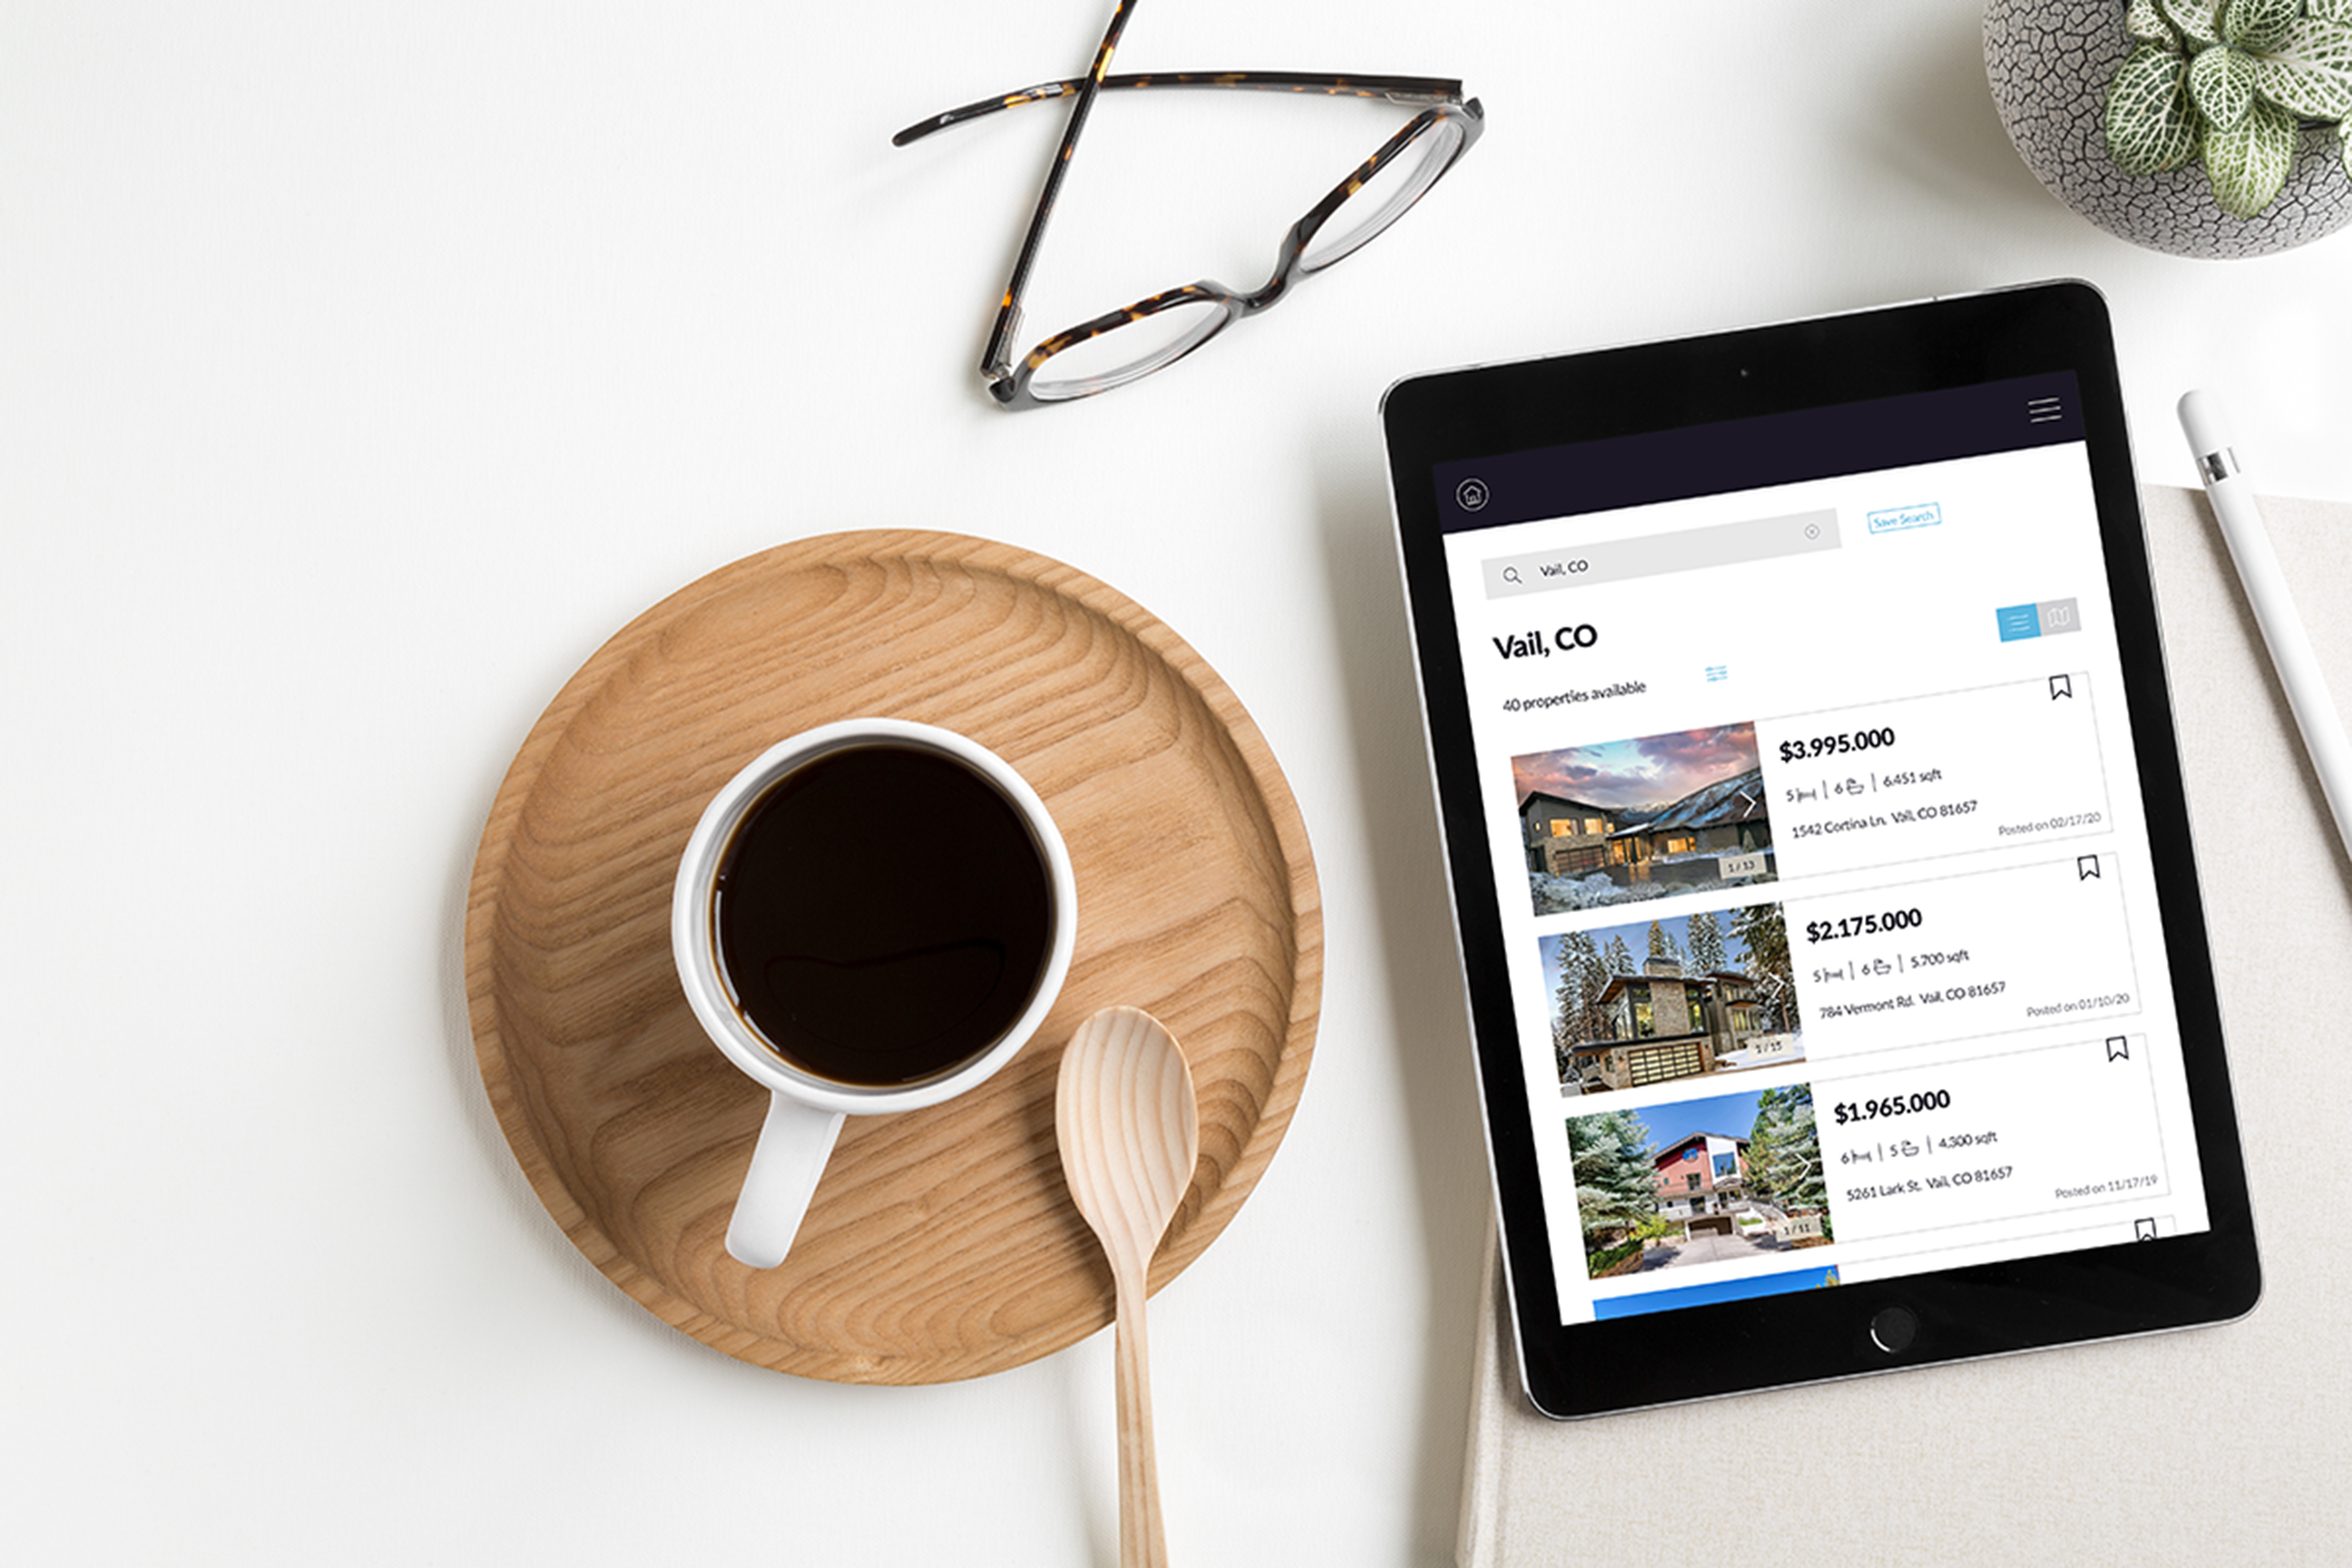 Vail, CO
Save Search
Vail, CO
40 properties available
$3.995.000
5 | 6 | 6.451 sqft
1542 Cortina Ln. Vail, CO 81657
Posted on 02/17/20
1 / 13
$2.175.000
5 | 6 | 5.700 sqft
784 Vermont Rd. Vail, CO 81657
Posted on 01/10/20
1 / 15
$1.965.000
6 | 5 | 4.300 sqft
5261 Lark St. Vail, CO 81657
Posted on 11/17/19
1 / 11